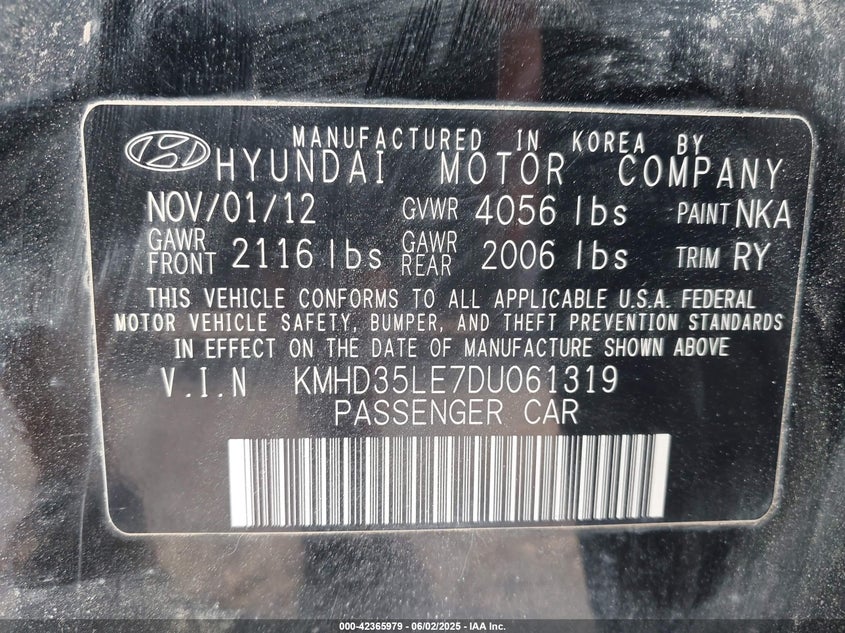 MANUFACTURED IN KOREA BY
HYUNDAI MOTOR COMPANY
NOV/01/12 GVWR 4056 lbs PAINT NKA
GAWR FRONT 2116 lbs GAWR REAR 2006 lbs TRIM RY
THIS VEHICLE CONFORMS TO ALL APPLICABLE U.S.A. FEDERAL
MOTOR VEHICLE SAFETY, BUMPER, AND THEFT PREVENTION STANDARDS
IN EFFECT ON THE DATE OF MANUFACTURE SHOWN ABOVE
V.I.N KMHD35LE7DU061319
PASSENGER CAR
000-42365979 - 06/02/2025 - IAA Inc.